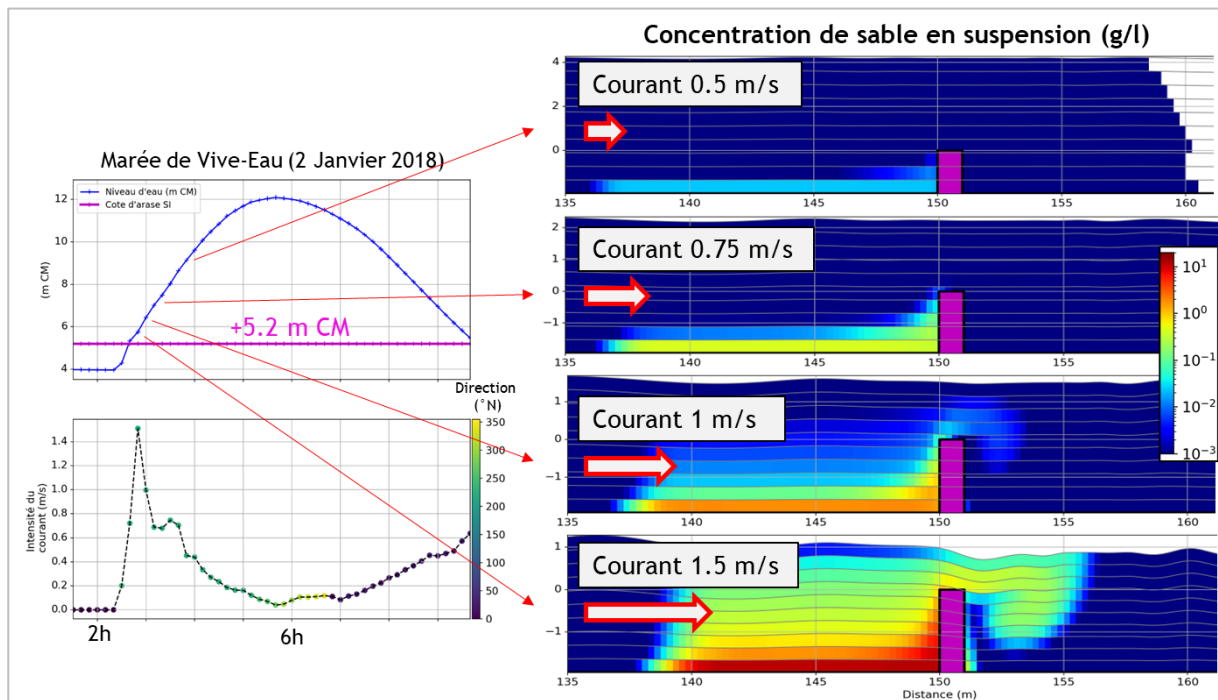 Concentration de sable en suspension (g/l)
Marée de Vive-Eau (2 Janvier 2018)
Niveau d'eau (m CM)
Cote d'arase SI
12
10
8
6
4
(m CM)
+5.2 m CM
Direction
(˚N)
1.4
1.2
1.0
0.8
0.6
0.4
0.2
0.0
Intensité du
courant (m/s)
2h
6h
350
300
250
200
150
100
50
0
Courant 0.5 m/s
4
2
0
135 140 145 150 155 160
Courant 0.75 m/s
2
1
0
−1
135 140 145 150 155
10¹
10⁰
10⁻¹
10⁻²
10⁻³
Courant 1 m/s
1
0
−1
135 140 145 150 155 160
Courant 1.5 m/s
1
0
−1
135 140 145 150 155 160
Distance (m)